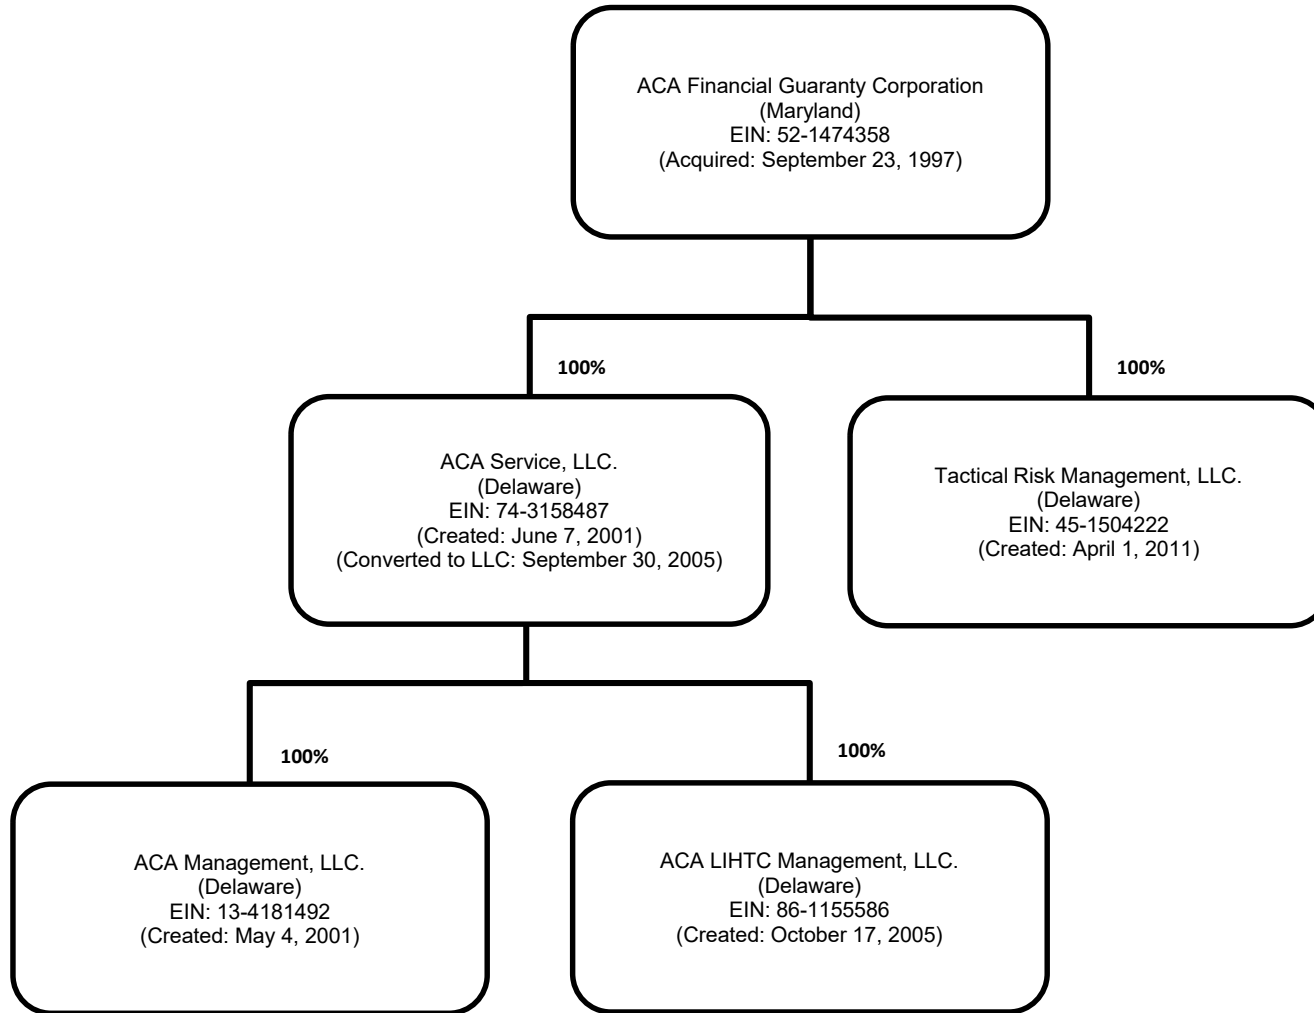 ACA Financial Guaranty Corporation
(Maryland)
EIN: 52-1474358
(Acquired: September 23, 1997)
100%
100%
ACA Service, LLC.
(Delaware)
EIN: 74-3158487
(Created: June 7, 2001)
(Converted to LLC: September 30, 2005)
Tactical Risk Management, LLC.
(Delaware)
EIN: 45-1504222
(Created: April 1, 2011)
100%
100%
ACA Management, LLC.
(Delaware)
EIN: 13-4181492
(Created: May 4, 2001)
ACA LIHTC Management, LLC.
(Delaware)
EIN: 86-1155586
(Created: October 17, 2005)